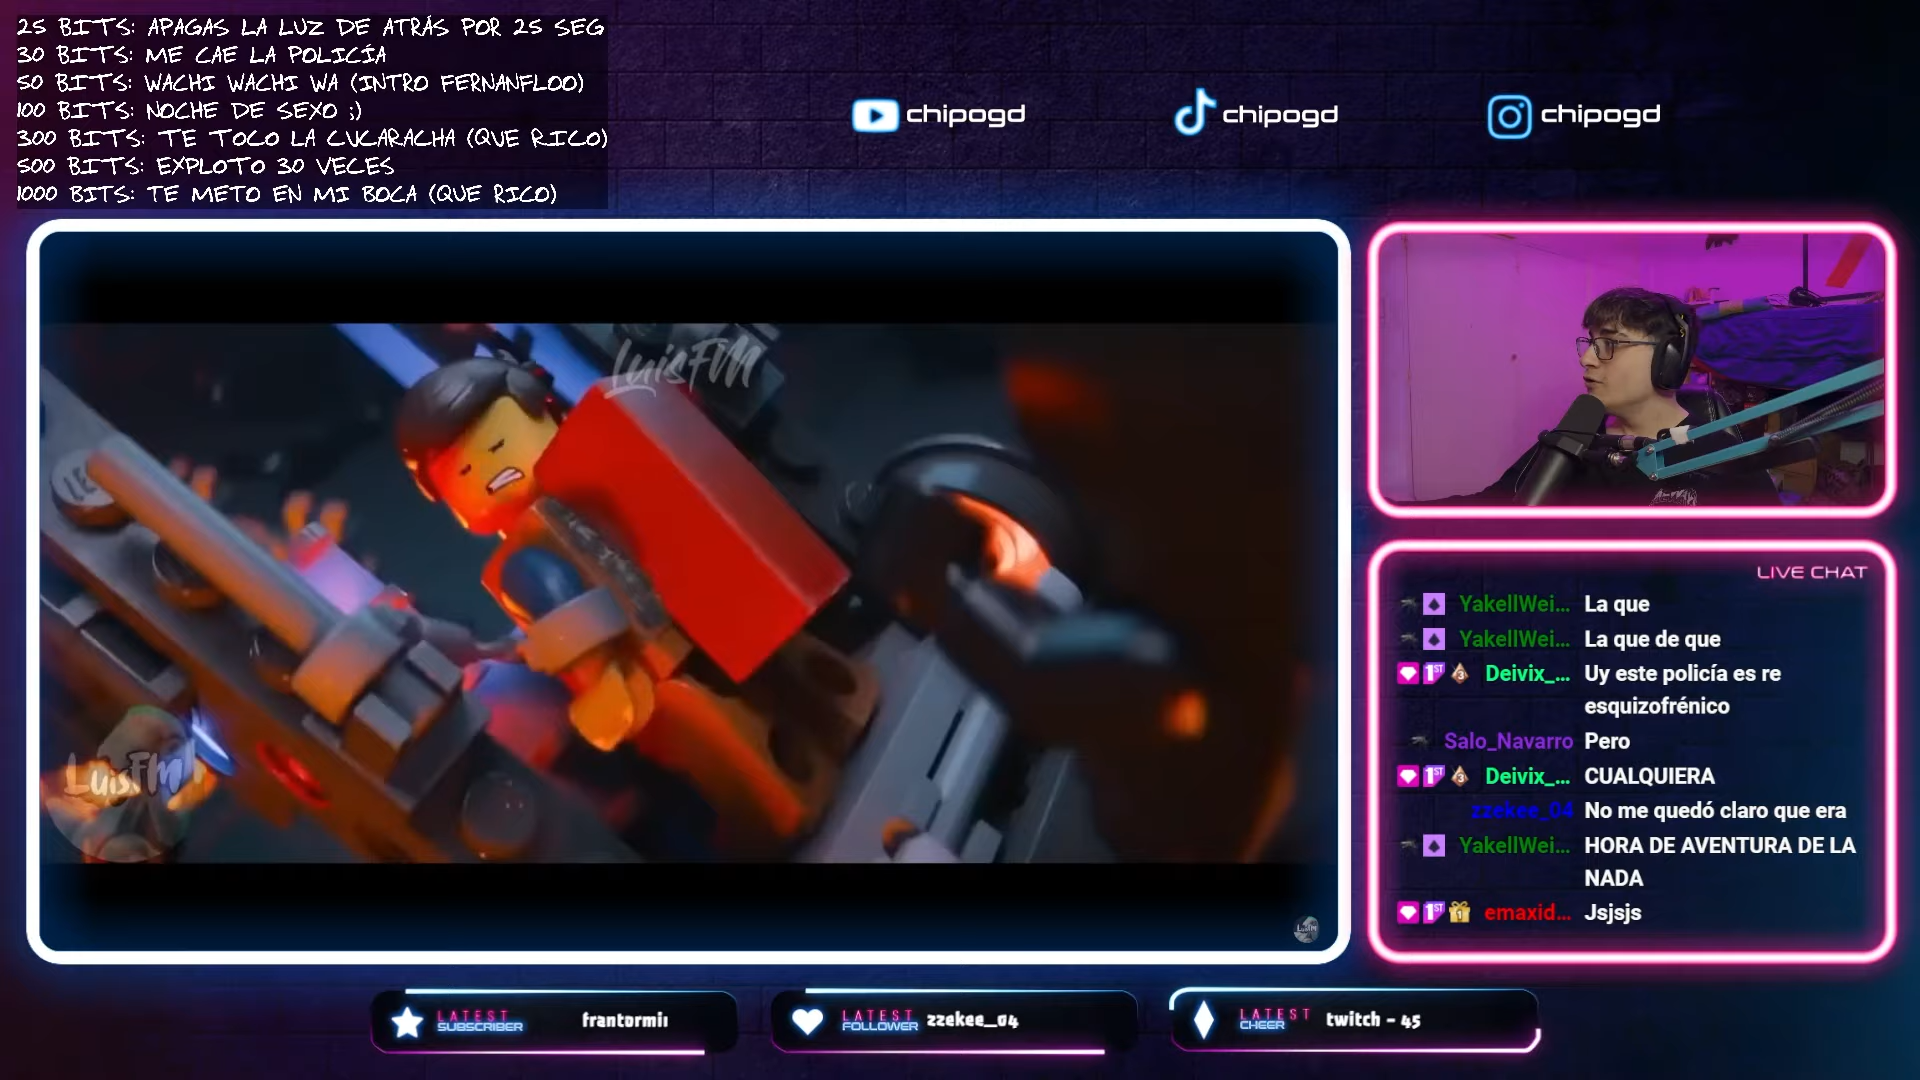 25 BITS: APAGAS LA LUZ DE ATRÁS POR 25 SEG
30 BITS: ME CAE LA POLICÍA
50 BITS: WACHI WACHI WA (INTRO FERNANFLOO)
100 BITS: NOCHE DE SEXO ;)
300 BITS: TE TOCO LA CUCARACHA (QUE RICO)
500 BITS: EXPLOTO 30 VECES
1000 BITS: TE METO EN MI BOCA (QUE RICO)
chipogd
chipogd
chipogd
LuisFM
LuisFM
LIVE CHAT
YakellWei... La que
YakellWei... La que de que
Deivix_... Uy este policía es re
esquizofrénico
Salo_Navarro Pero
Deivix_... CUALQUIERA
zzekee_04 No me quedó claro que era
YakellWei... HORA DE AVENTURA DE LA
NADA
emaxid... Jsjsjs
LATEST SUBSCRIBER frantormii
LATEST FOLLOWER zzekee_04
LATEST CHEER twitch - 45